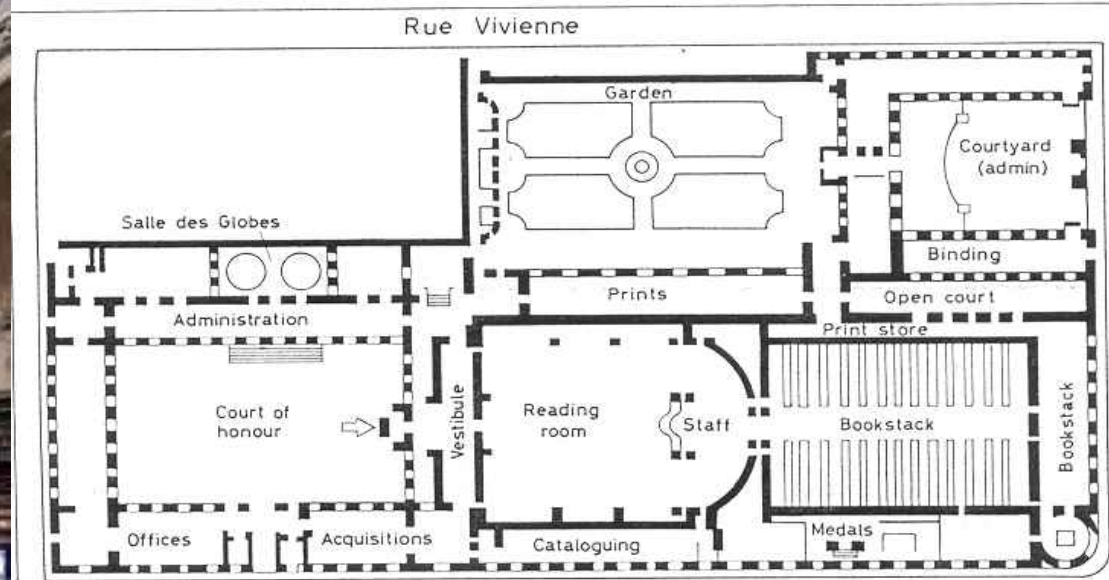 Rue Vivienne
Garden
Courtyard
(admin)
Salle des Globes
Binding
Prints
Open court
Administration
Print store
Court of
honour
Vestibule
Reading
room
Staff
Bookstack
Bookstack
Offices
Acquisitions
Cataloguing
Medals